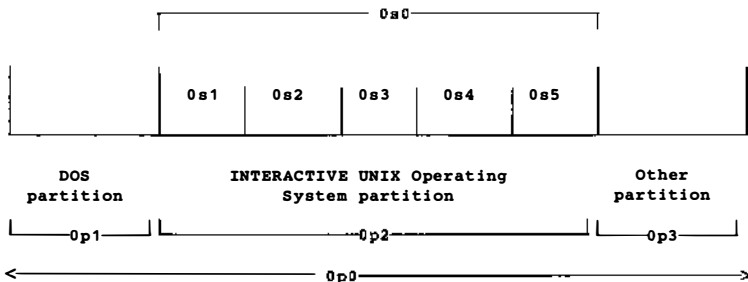 0s0
0s1 0s2 0s3 0s4 0s5
DOS partition
INTERACTIVE UNIX Operating System partition
Other partition
0p1 0p2 0p3
0p0